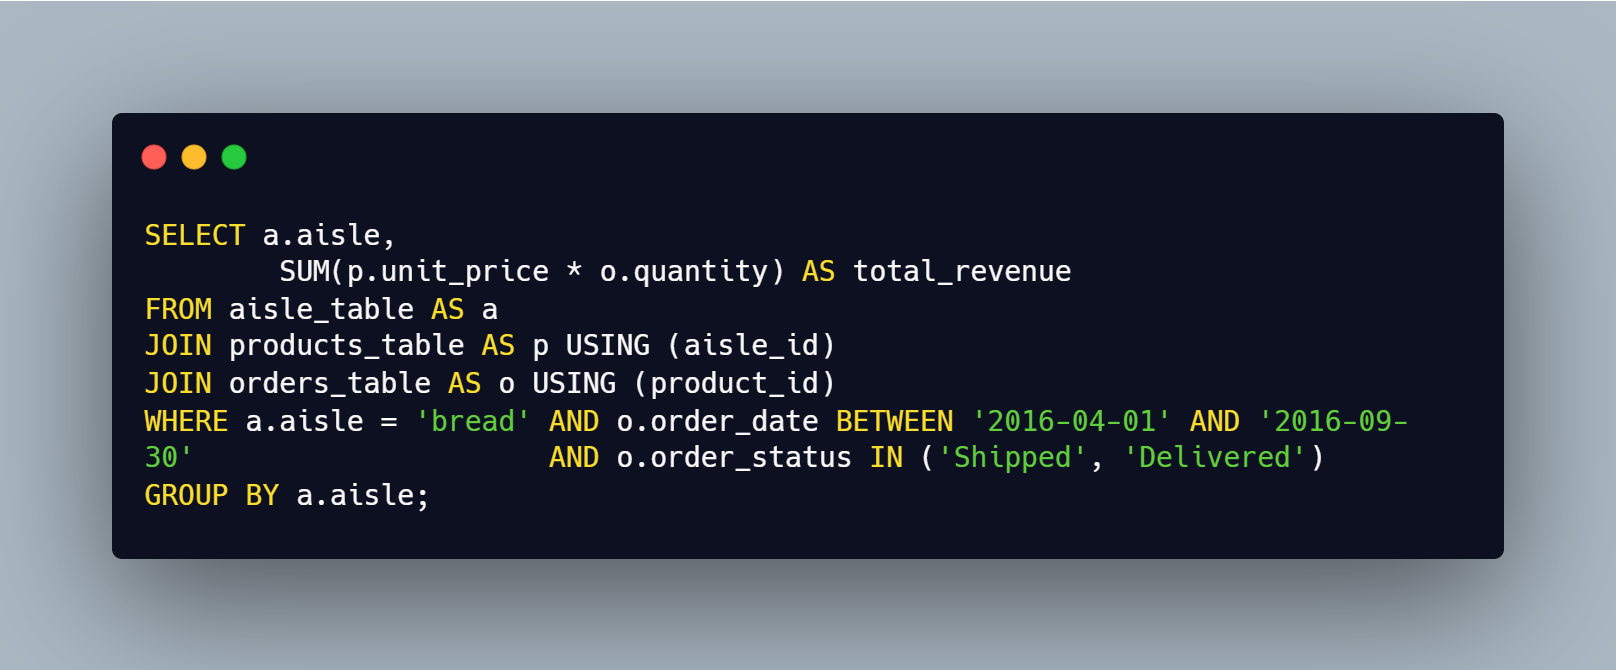 SELECT a.aisle,
        SUM(p.unit_price * o.quantity) AS total_revenue
FROM aisle_table AS a
JOIN products_table AS p USING (aisle_id)
JOIN orders_table AS o USING (product_id)
WHERE a.aisle = 'bread' AND o.order_date BETWEEN '2016-04-01' AND '2016-09-
30'                     AND o.order_status IN ('Shipped', 'Delivered')
GROUP BY a.aisle;